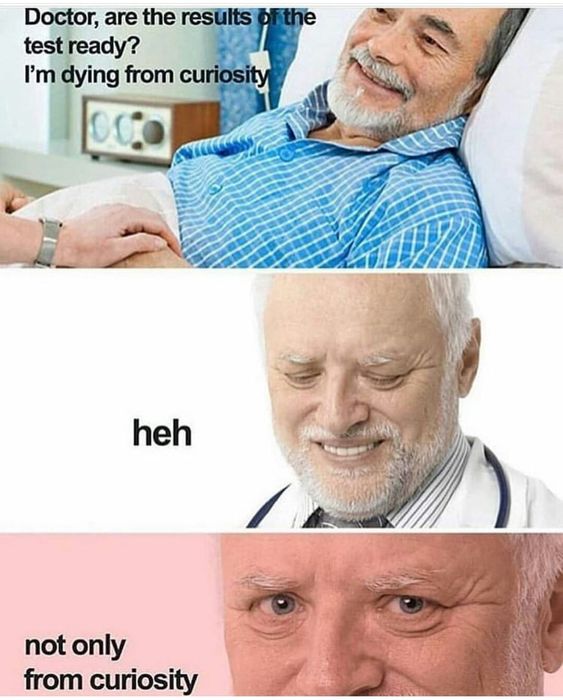 Doctor, are the results of the
test ready?
I'm dying from curiosity
heh
not only
from curiosity